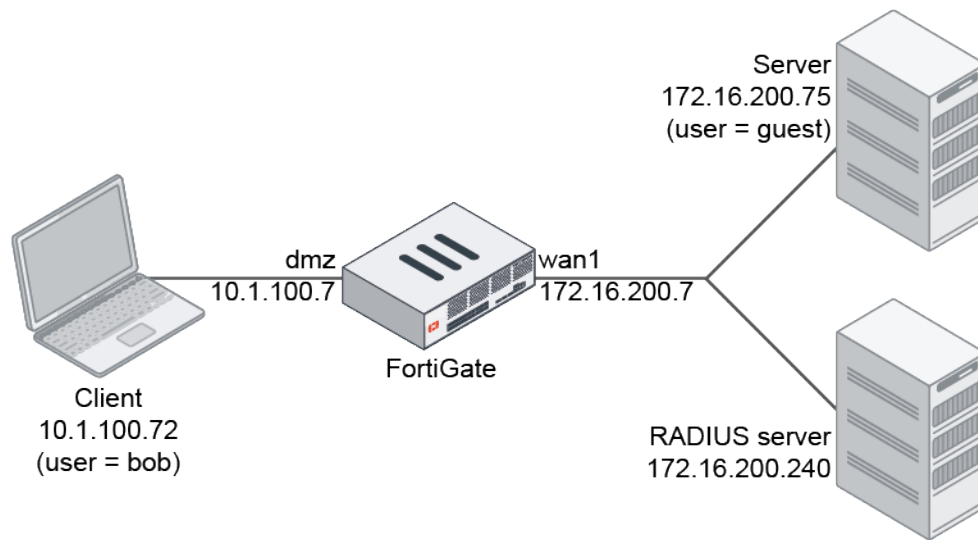 Server
172.16.200.75
(user = guest)
dmz
wan1
10.1.100.7
172.16.200.7
FortiGate
Client
10.1.100.72
(user = bob)
RADIUS server
172.16.200.240